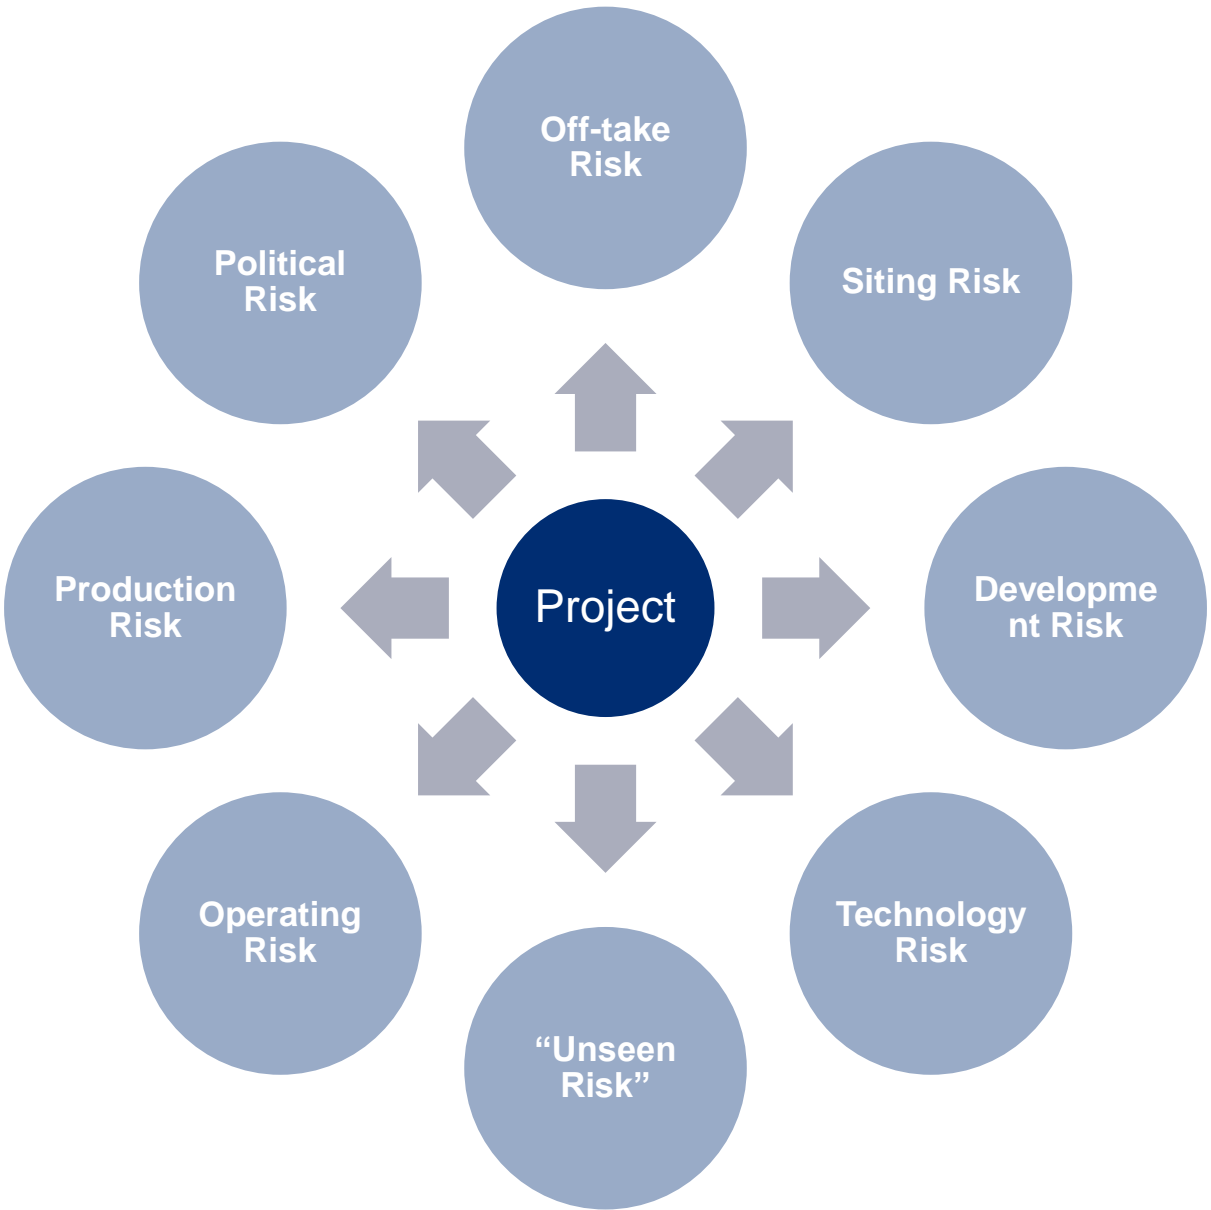 Off-take
Risk
Political
Risk
Siting Risk
Production
Risk
Project
Developme
nt Risk
Operating
Risk
Technology
Risk
“Unseen
Risk”